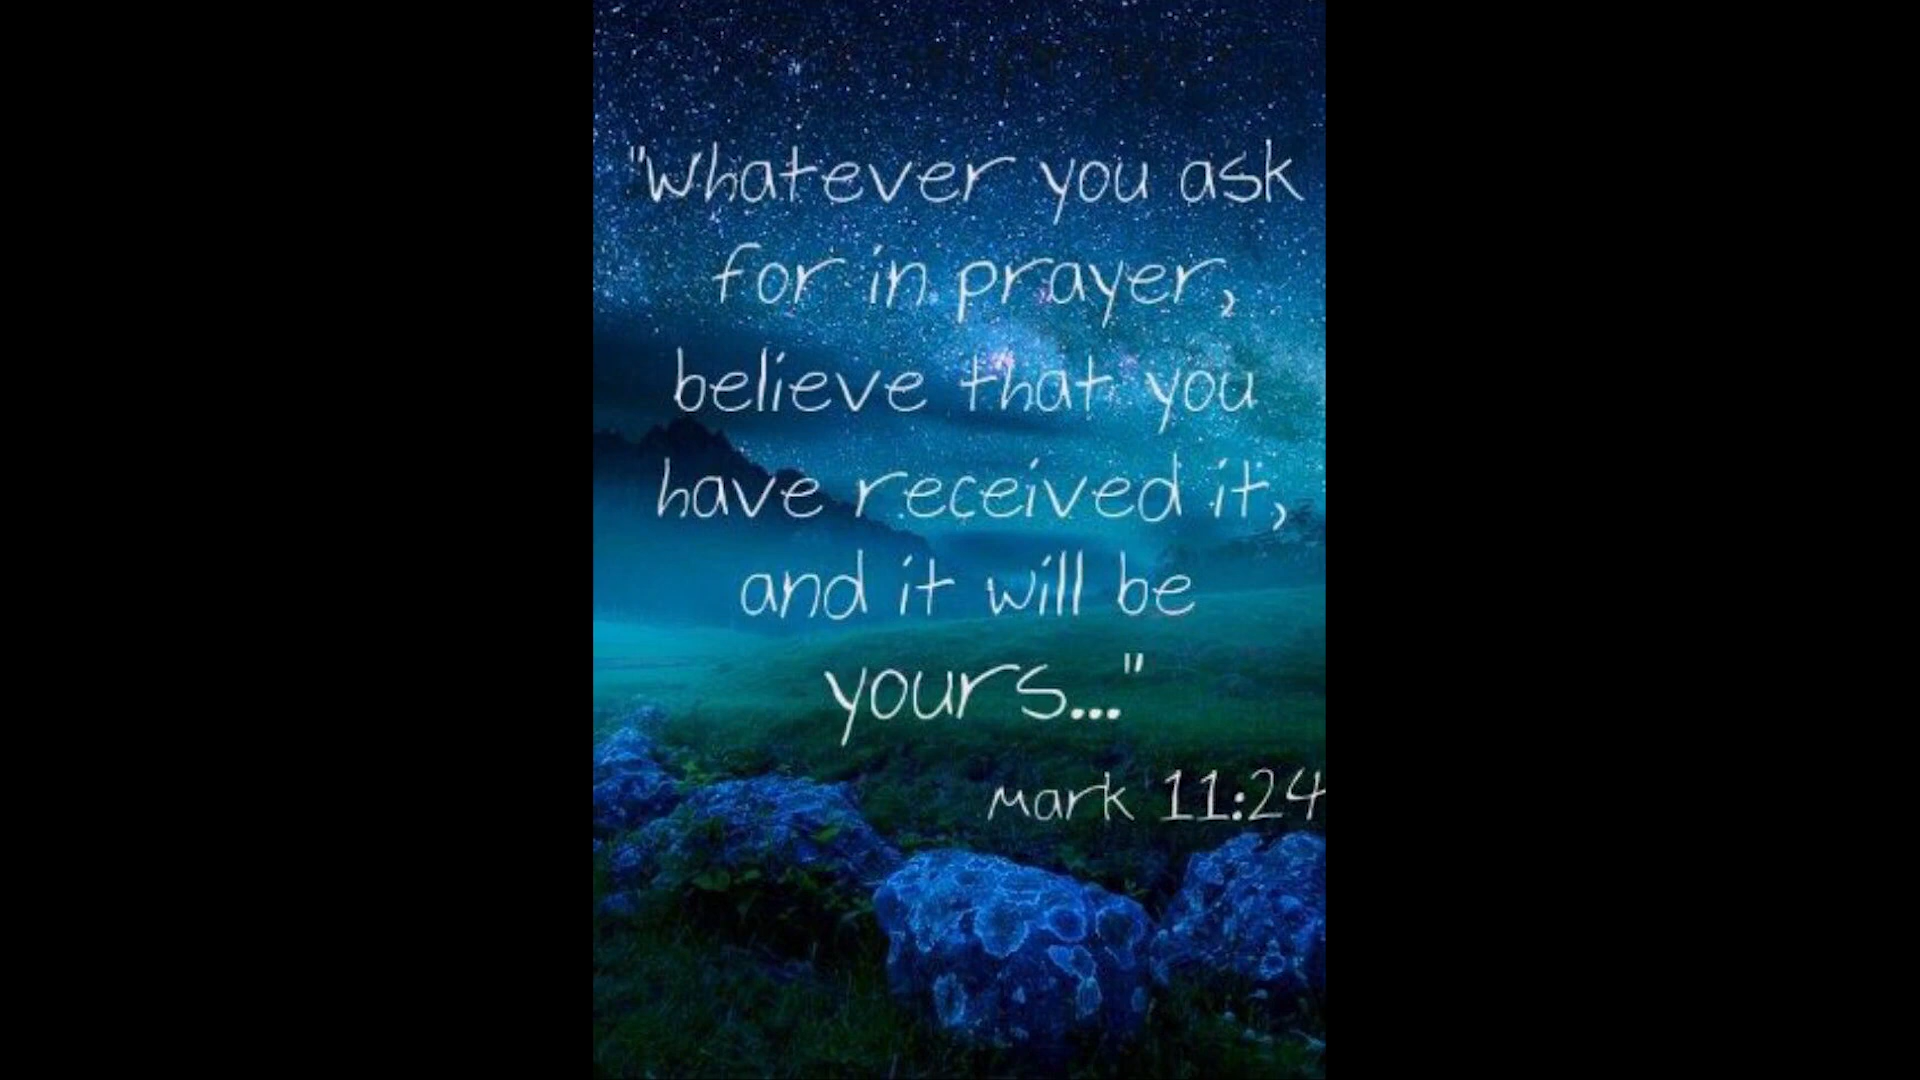 "Whatever you ask
for in prayer,
believe that you
have received it,
and it will be
yours..."
Mark 11:24